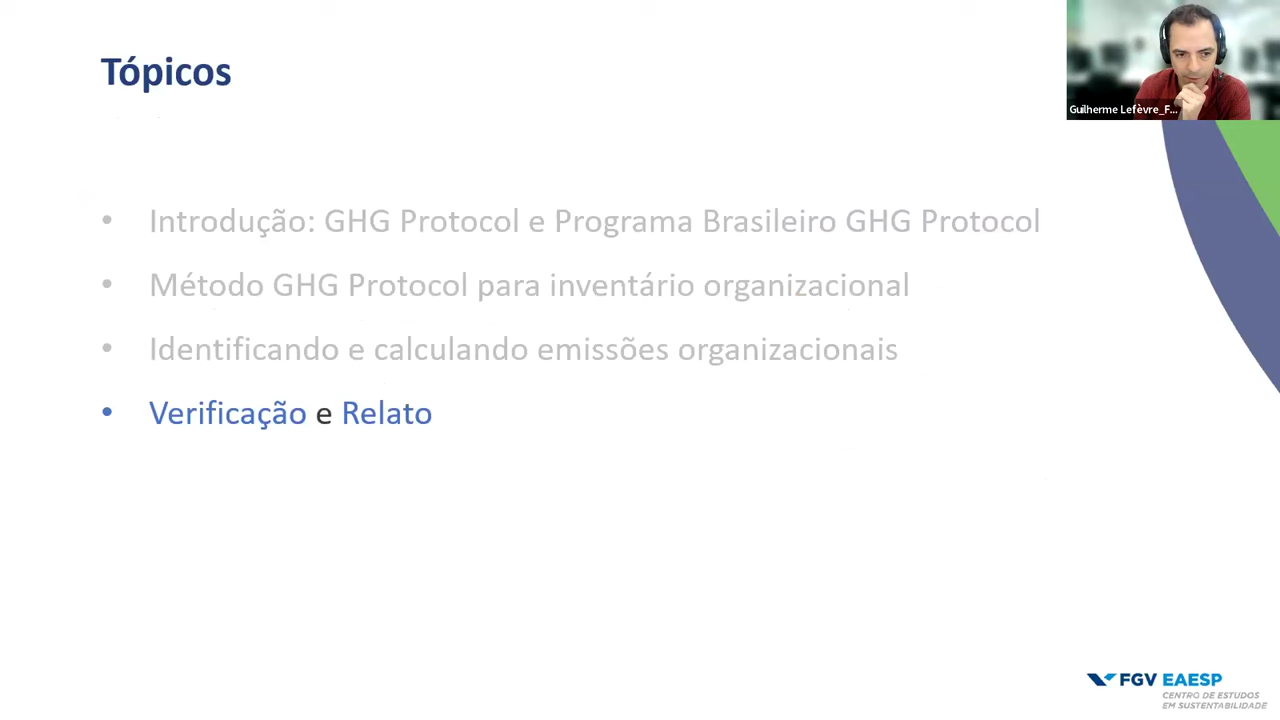 Tópicos
Guilherme Lefèvre_F...
• Introdução: GHG Protocol e Programa Brasileiro GHG Protocol
• Método GHG Protocol para inventário organizacional
• Identificando e calculando emissões organizacionais
• Verificação e Relato
FGV EAESP
CENTRO DE ESTUDOS
EM SUSTENTABILIDADE